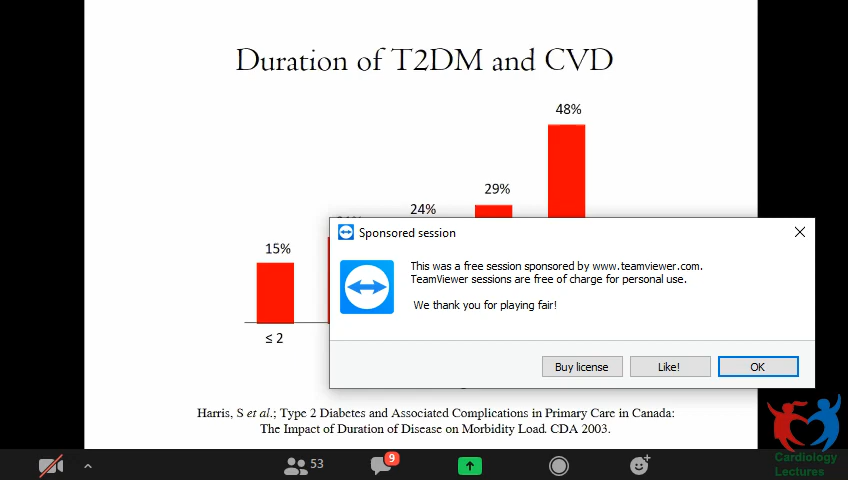 Duration of T2DM and CVD
48%
29%
24%
15%
≤ 2
Sponsored session
This was a free session sponsored by www.teamviewer.com.
TeamViewer sessions are free of charge for personal use.
We thank you for playing fair!
Buy license
Like!
OK
Harris, S et al.; Type 2 Diabetes and Associated Complications in Primary Care in Canada:
The Impact of Duration of Disease on Morbidity Load. CDA 2003.
53
9
Cardiology
Lectures